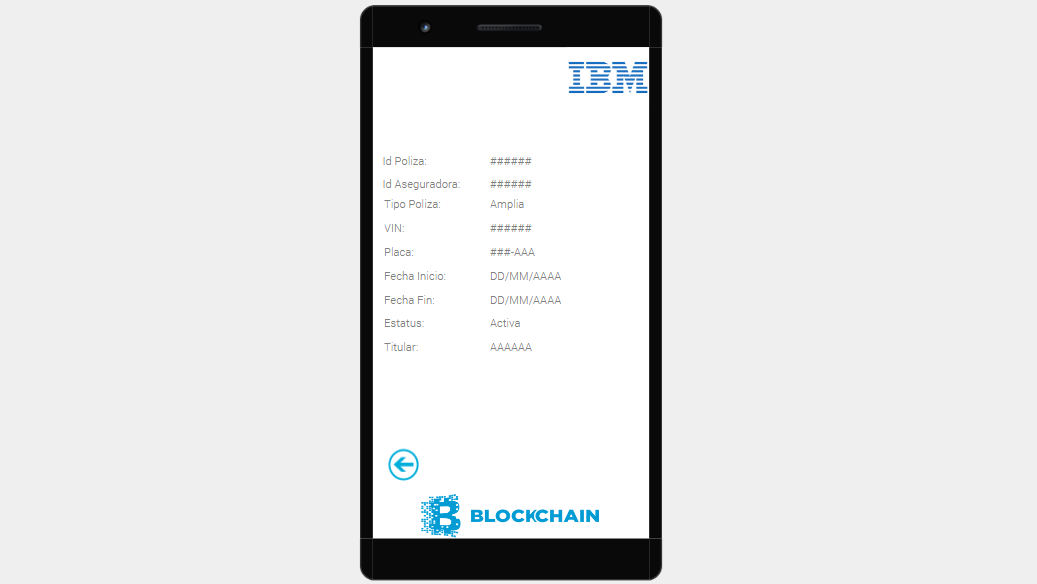 IBM
Id Poliza: ######
Id Aseguradora: ######
Tipo Poliza: Amplia
VIN: ######
Placa: ###-AAA
Fecha Inicio: DD/MM/AAAA
Fecha Fin: DD/MM/AAAA
Estatus: Activa
Titular: AAAAAA
B BLOCKCHAIN